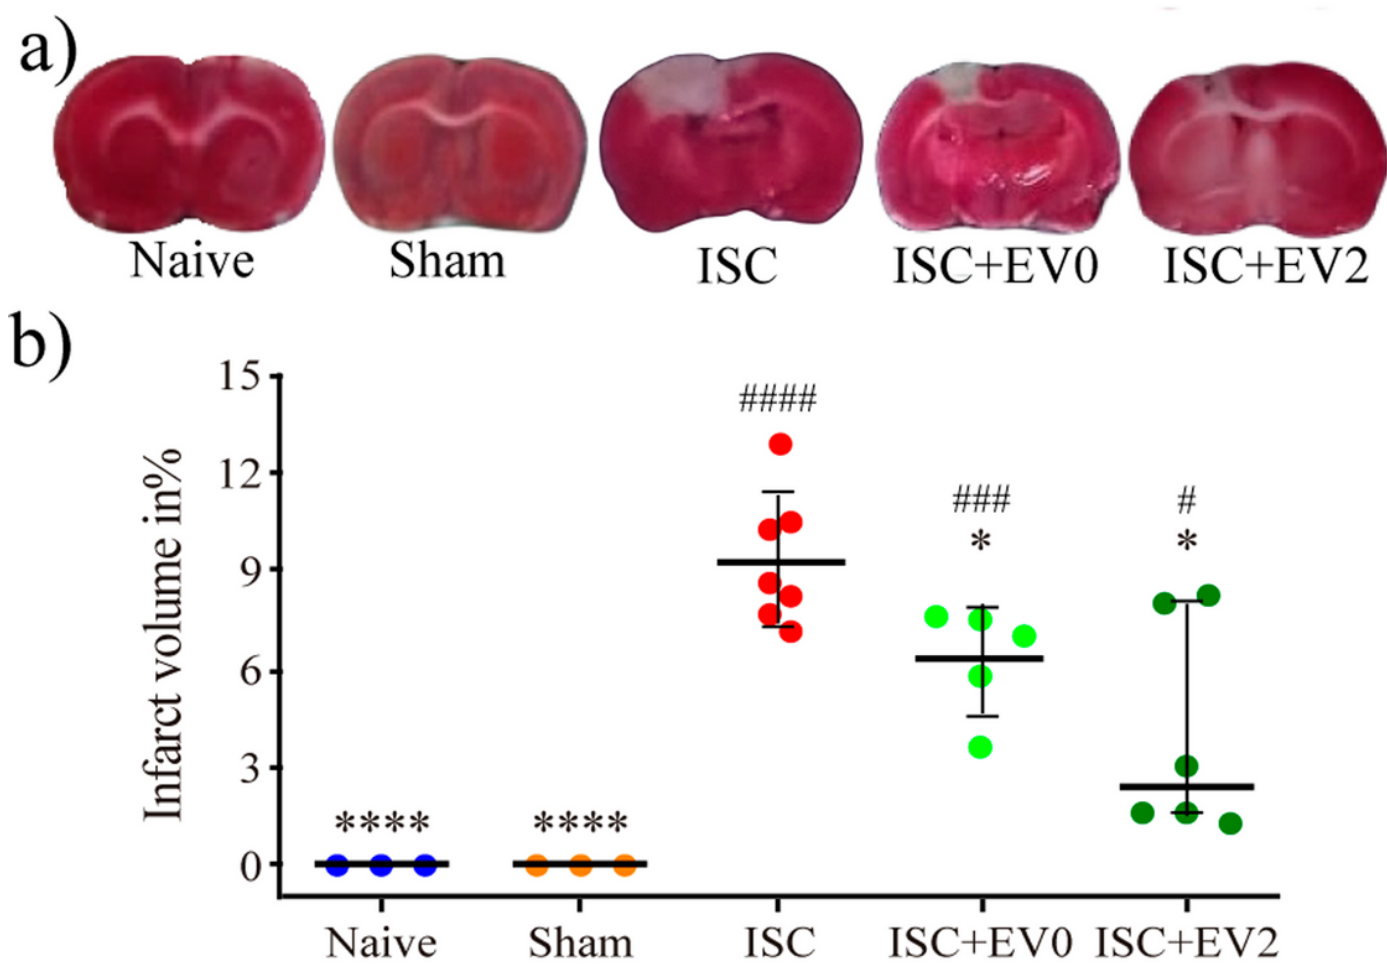 a)
Naive Sham ISC ISC+EV0 ISC+EV2
b)
Infarct volume in%
15
12
9
6
3
0
####
###
#
*
*
****
****
Naive Sham ISC ISC+EV0 ISC+EV2